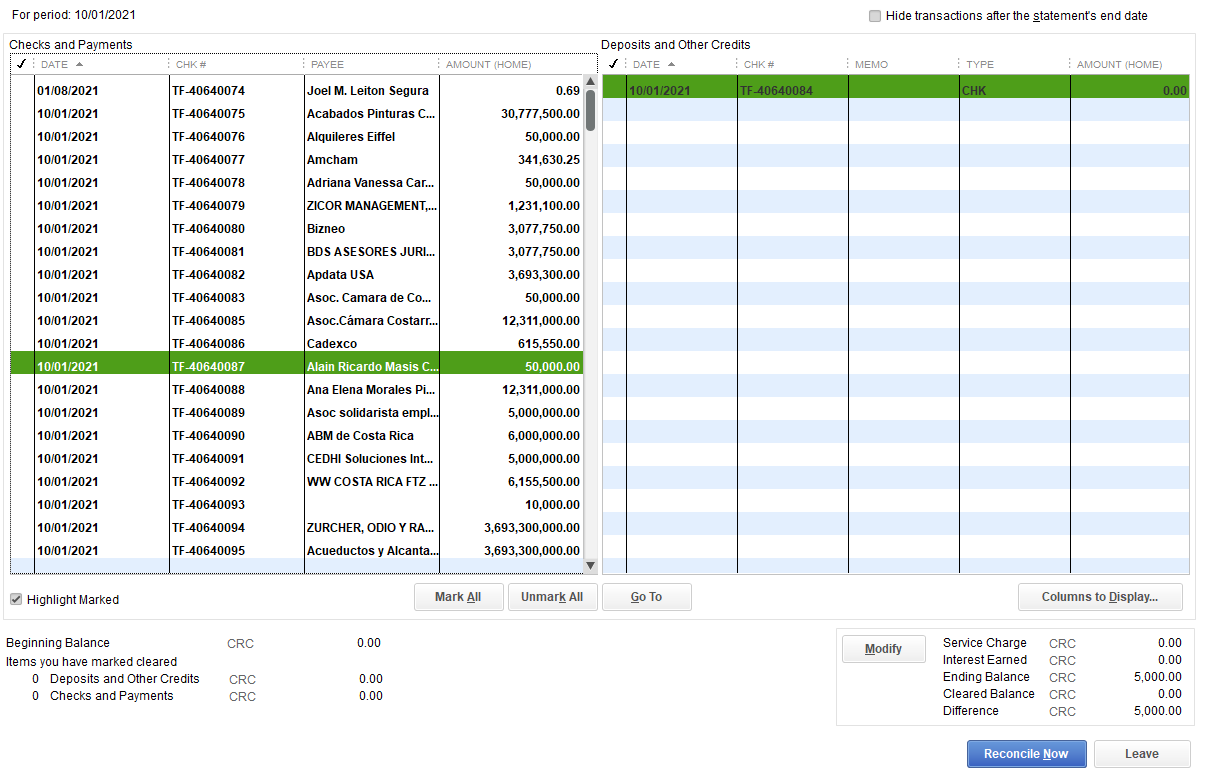 For period: 10/01/2021
Hide transactions after the statement's end date
Checks and Payments
✓ DATE CHK # PAYEE AMOUNT (HOME)
01/08/2021 TF-40640074 Joel M. Leiton Segura 0.69
10/01/2021 TF-40640075 Acabados Pinturas C... 30,777,500.00
10/01/2021 TF-40640076 Alquileres Eiffel 50,000.00
10/01/2021 TF-40640077 Amcham 341,630.25
10/01/2021 TF-40640078 Adriana Vanessa Car... 50,000.00
10/01/2021 TF-40640079 ZICOR MANAGEMENT,... 1,231,100.00
10/01/2021 TF-40640080 Bizneo 3,077,750.00
10/01/2021 TF-40640081 BDS ASESORES JURI... 3,077,750.00
10/01/2021 TF-40640082 Apdata USA 3,693,300.00
10/01/2021 TF-40640083 Asoc. Camara de Co... 50,000.00
10/01/2021 TF-40640085 Asoc.Cámara Costarr... 12,311,000.00
10/01/2021 TF-40640086 Cadexco 615,550.00
10/01/2021 TF-40640087 Alain Ricardo Masis C... 50,000.00
10/01/2021 TF-40640088 Ana Elena Morales Pi... 12,311,000.00
10/01/2021 TF-40640089 Asoc solidarista empl... 5,000,000.00
10/01/2021 TF-40640090 ABM de Costa Rica 6,000,000.00
10/01/2021 TF-40640091 CEDHI Soluciones Int... 5,000,000.00
10/01/2021 TF-40640092 WW COSTA RICA FTZ ... 6,155,500.00
10/01/2021 TF-40640093 10,000.00
10/01/2021 TF-40640094 ZURCHER, ODIO Y RA... 3,693,300,000.00
10/01/2021 TF-40640095 Acueductos y Alcanta... 3,693,300,000.00
Deposits and Other Credits
✓ DATE CHK # MEMO TYPE AMOUNT (HOME)
10/01/2021 TF-40640084 CHK 0.00
Highlight Marked
Mark All
Unmark All
Go To
Columns to Display...
Beginning Balance CRC 0.00
Items you have marked cleared
0 Deposits and Other Credits CRC 0.00
0 Checks and Payments CRC 0.00
Modify
Service Charge CRC 0.00
Interest Earned CRC 0.00
Ending Balance CRC 5,000.00
Cleared Balance CRC 0.00
Difference CRC 5,000.00
Reconcile Now
Leave